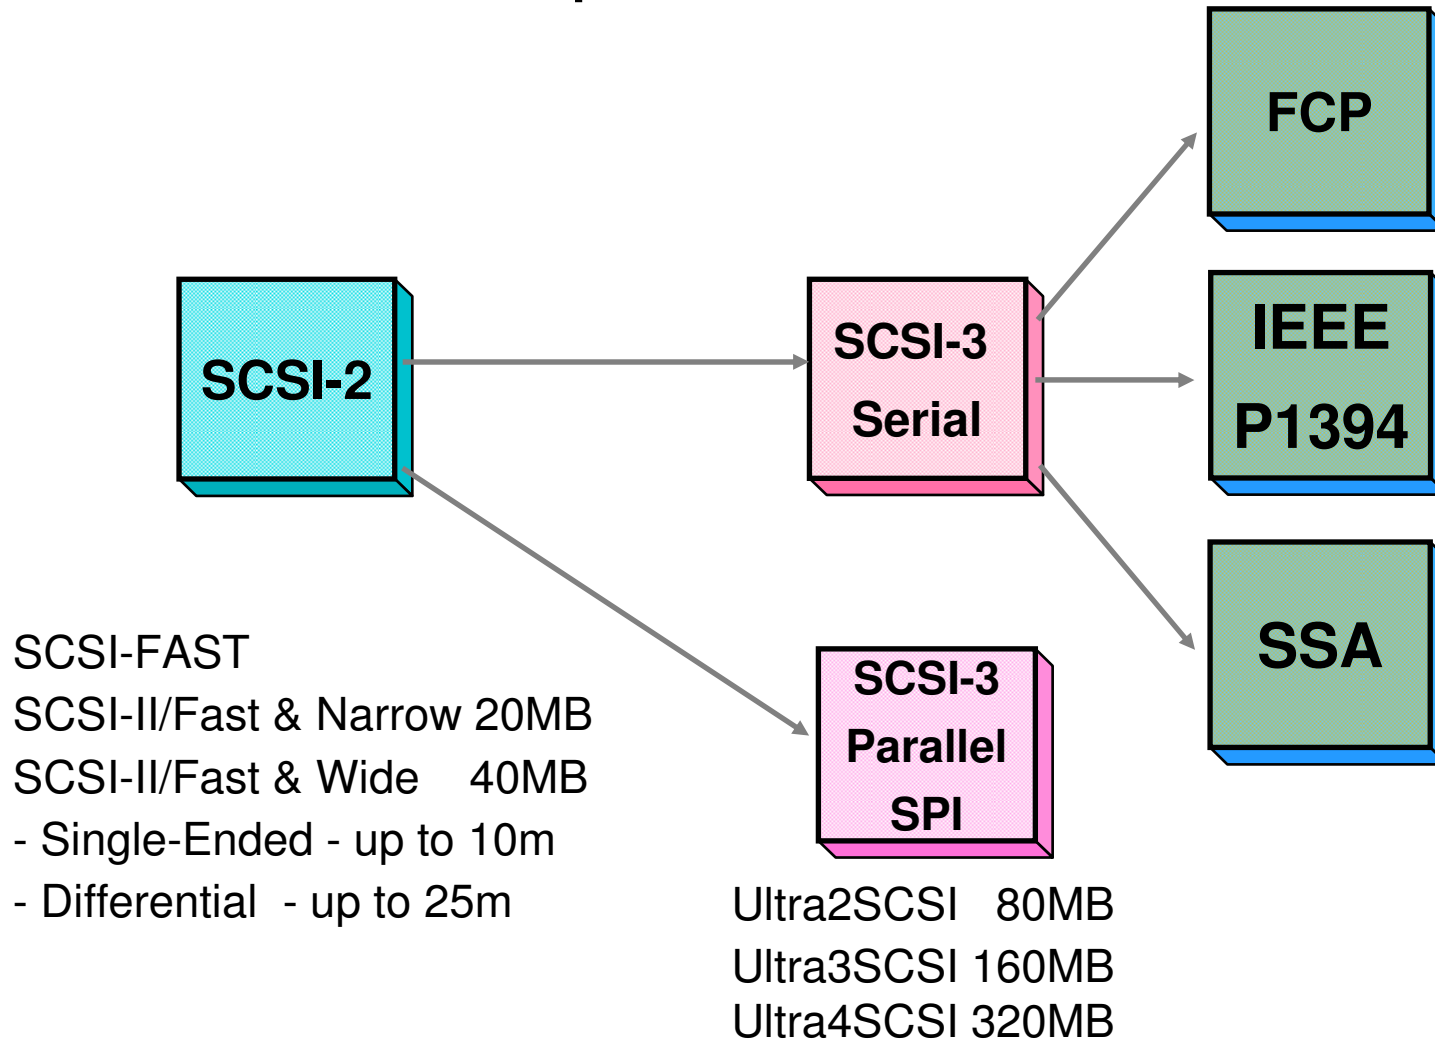 FCP
SCSI-2
SCSI-3
Serial
IEEE
P1394
SSA
SCSI-3
Parallel
SPI
SCSI-FAST
SCSI-II/Fast & Narrow 20MB
SCSI-II/Fast & Wide 40MB
- Single-Ended - up to 10m
- Differential - up to 25m
Ultra2SCSI 80MB
Ultra3SCSI 160MB
Ultra4SCSI 320MB